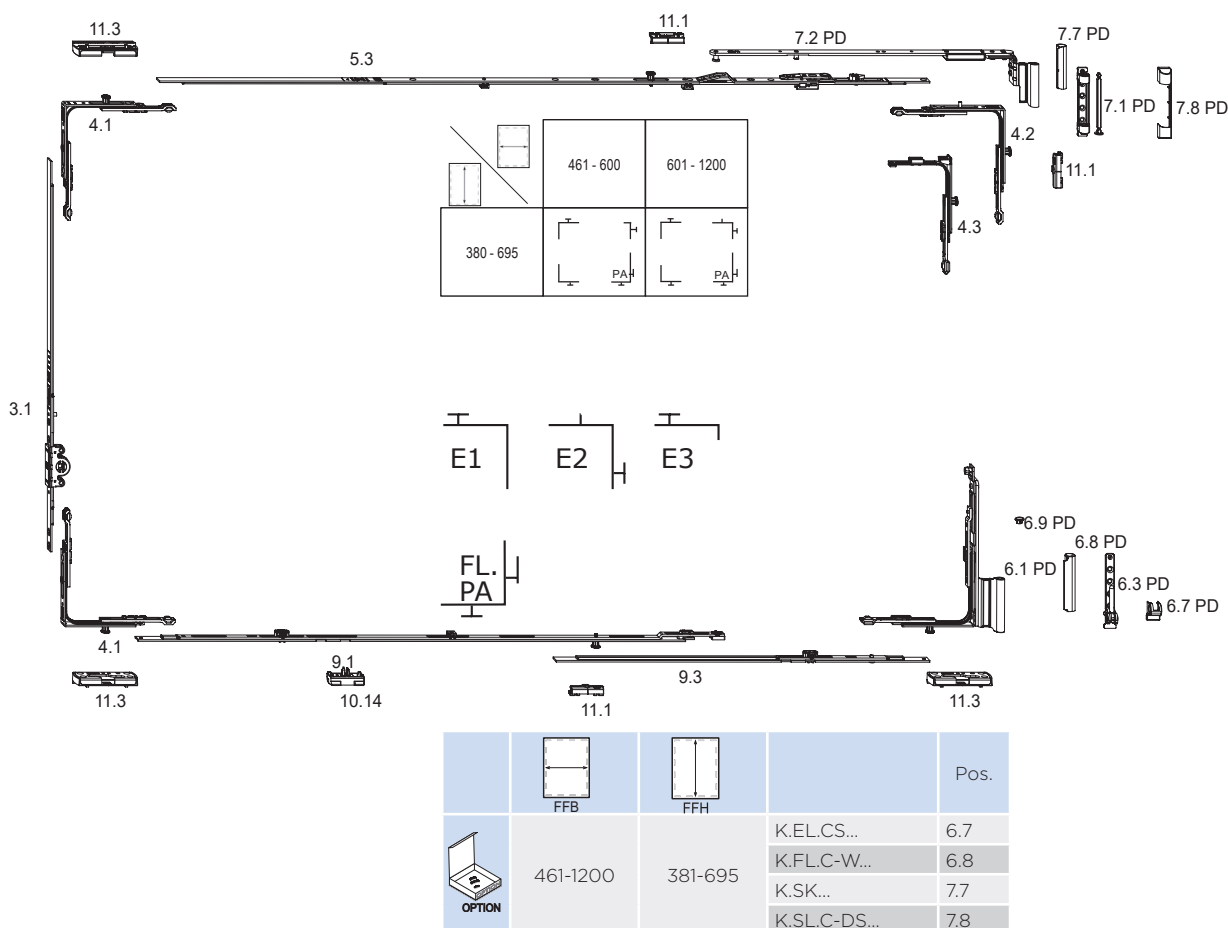 11.3
11.1
7.2 PD
7.7 PD
5.3
7.1 PD
7.8 PD
4.1
4.2
461 - 600
601 - 1200
11.1
4.3
380 - 695
PA
PA
3.1
E1
E2
E3
6.9 PD
6.8 PD
FL.
PA
6.1 PD
6.3 PD
6.7 PD
4.1
9.1
9.3
11.3
10.14
11.1
11.3
FFB
FFH
Pos.
OPTION
461-1200
381-695
K.EL.CS...
6.7
K.FL.C-W...
6.8
K.SK...
7.7
K.SL.C-DS...
7.8